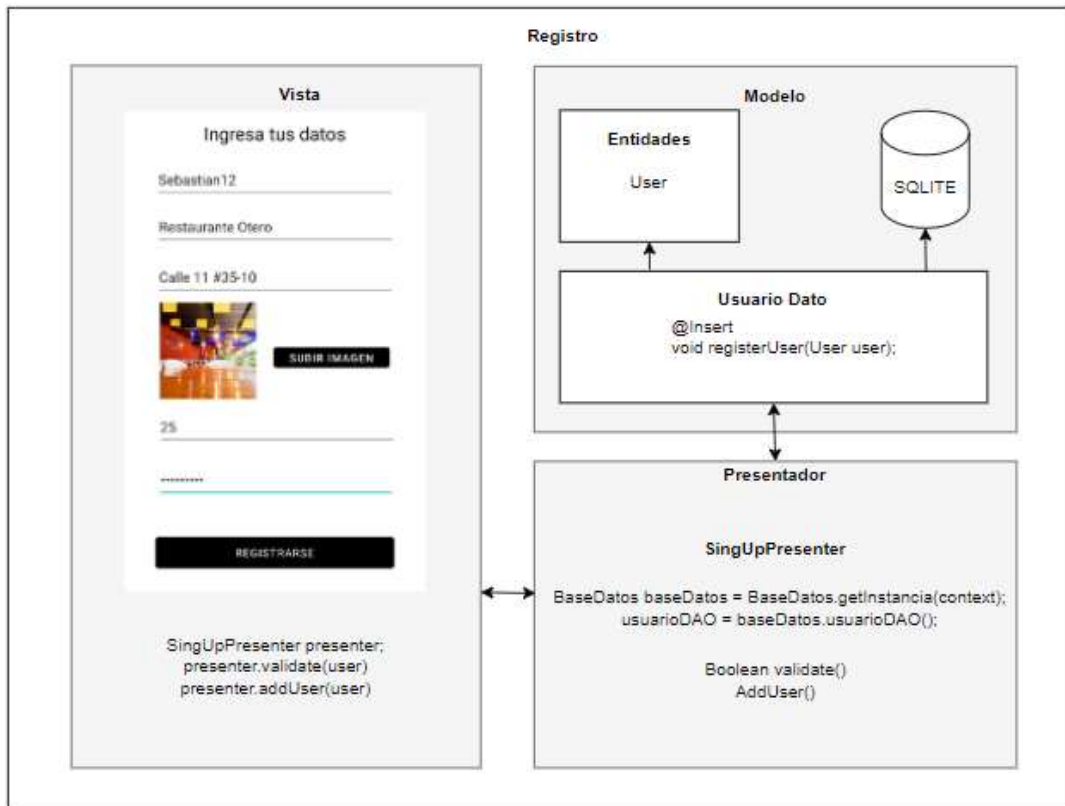 Registro
Vista
Ingresa tus datos
Sebastian12
Restaurante Otero
Calle 11 #35-10
SUBIR IMAGEN
25
---------
REGISTRARSE
SingUpPresenter presenter;
presenter.validate(user)
presenter.addUser(user)
Modelo
Entidades
User
SQLITE
Usuario Dato
@Insert
void registerUser(User user);
Presentador
SingUpPresenter
BaseDatos baseDatos = BaseDatos.getInstancia(context);
usuarioDAO = baseDatos.usuarioDAO();
Boolean validate()
AddUser()